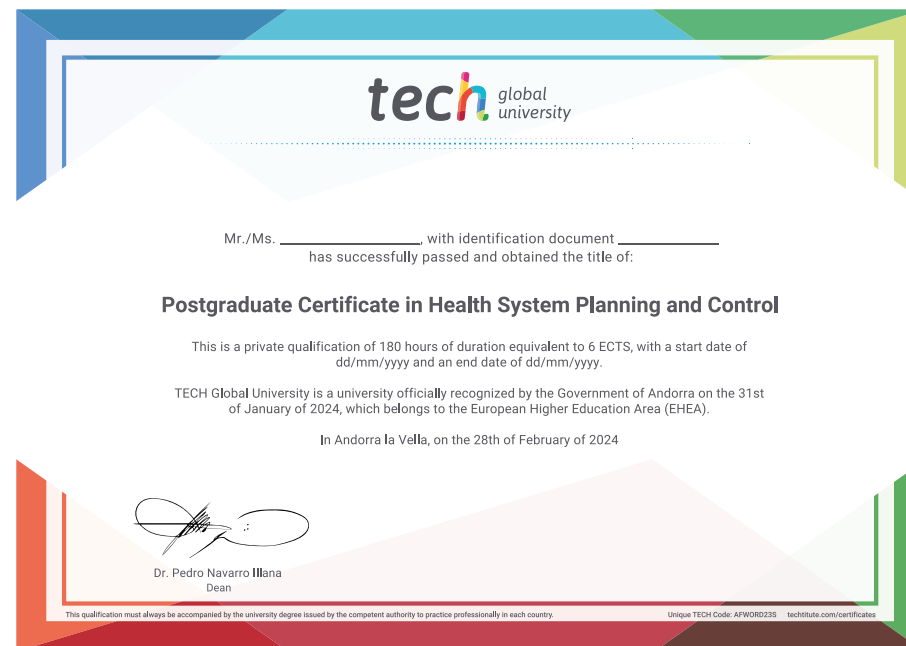 tech global
university
Mr./Ms. ____________________, with identification document ______________
has successfully passed and obtained the title of:
Postgraduate Certificate in Health System Planning and Control
This is a private qualification of 180 hours of duration equivalent to 6 ECTS, with a start date of
dd/mm/yyyy and an end date of dd/mm/yyyy.
TECH Global University is a university officially recognized by the Government of Andorra on the 31st
of January of 2024, which belongs to the European Higher Education Area (EHEA).
In Andorra la Vella, on the 28th of February of 2024
Dr. Pedro Navarro Illana
Dean
This qualification must always be accompanied by the university degree issued by the competent authority to practice professionally in each country.
Unique TECH Code: AFWORD23S techtitute.com/certificates